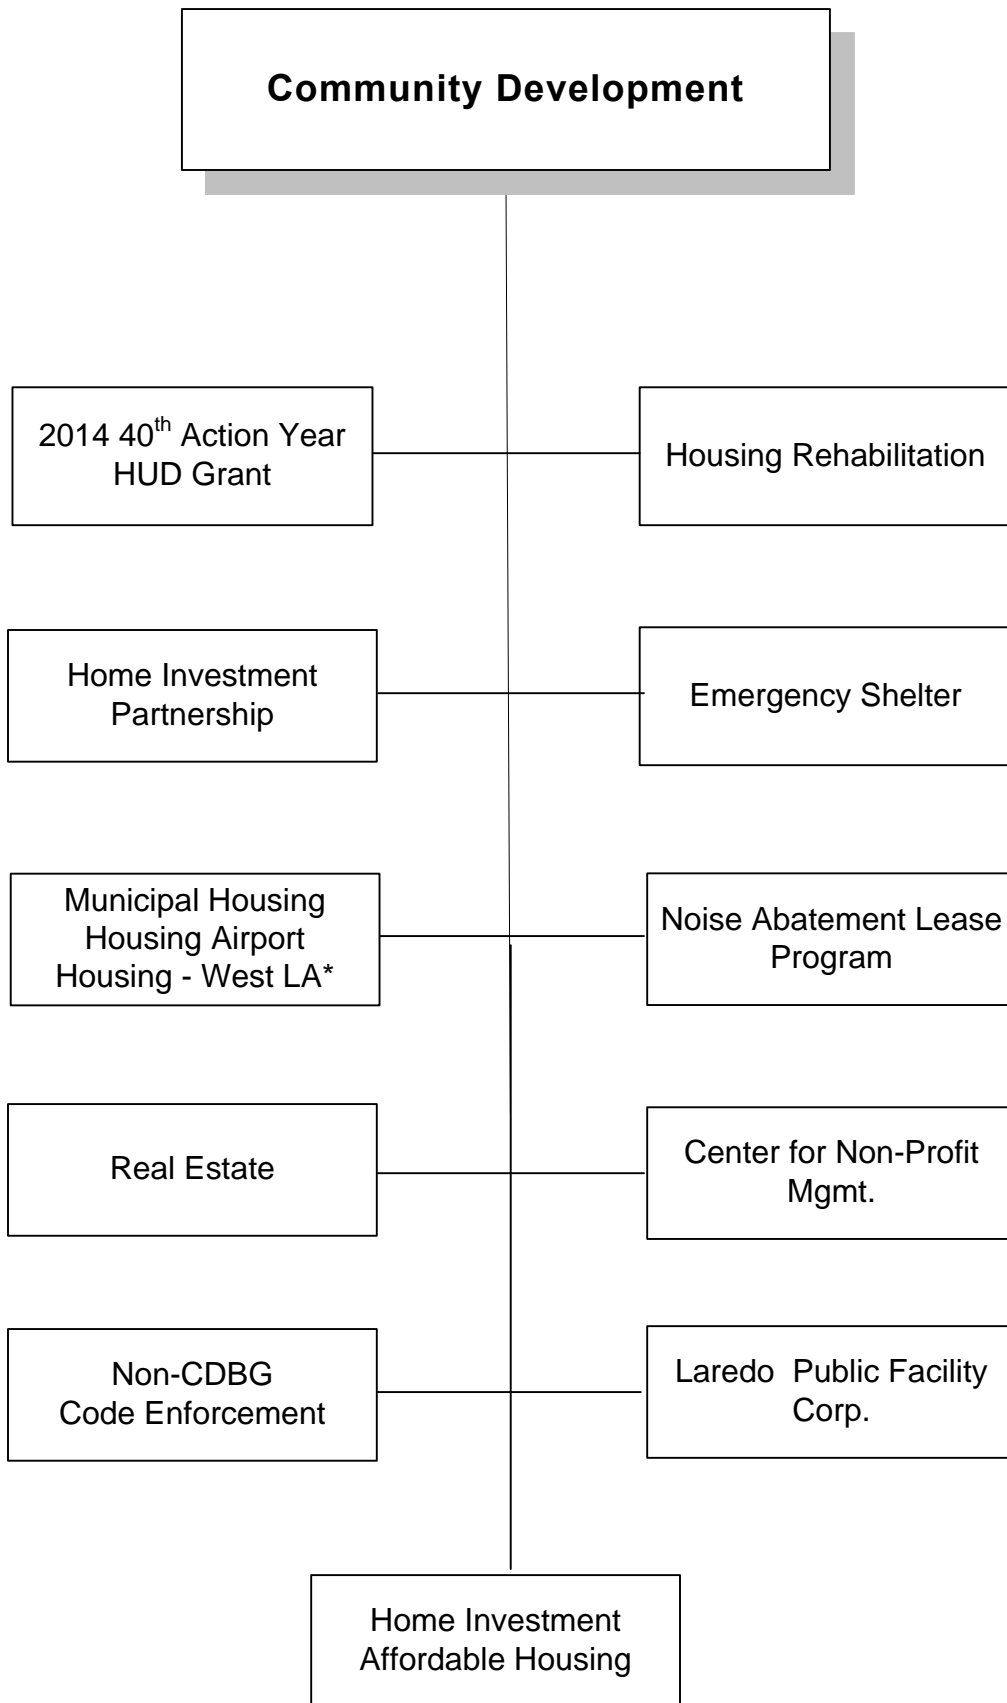 Community Development
2014 40th Action Year
HUD Grant
Housing Rehabilitation
Home Investment
Partnership
Emergency Shelter
Municipal Housing
Housing Airport
Housing - West LA*
Noise Abatement Lease
Program
Real Estate
Center for Non-Profit
Mgmt.
Non-CDBG
Code Enforcement
Laredo  Public Facility
Corp.
Home Investment
Affordable Housing